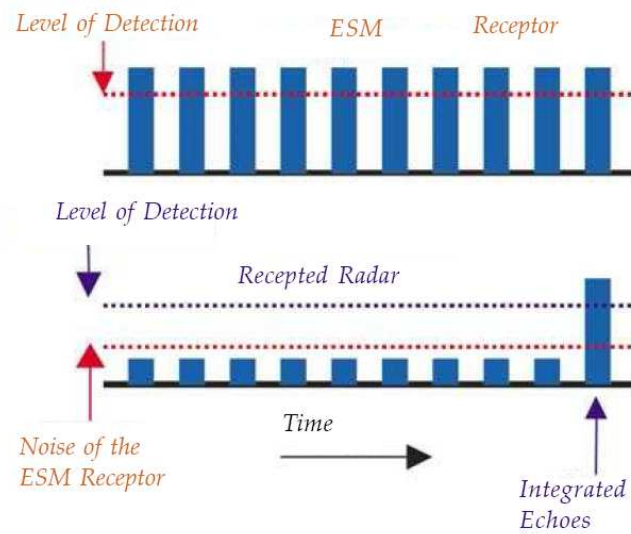 Level of Detection ESM Receptor
Level of Detection
Recepted Radar
Time
Noise of the
ESM Receptor
Integrated
Echoes